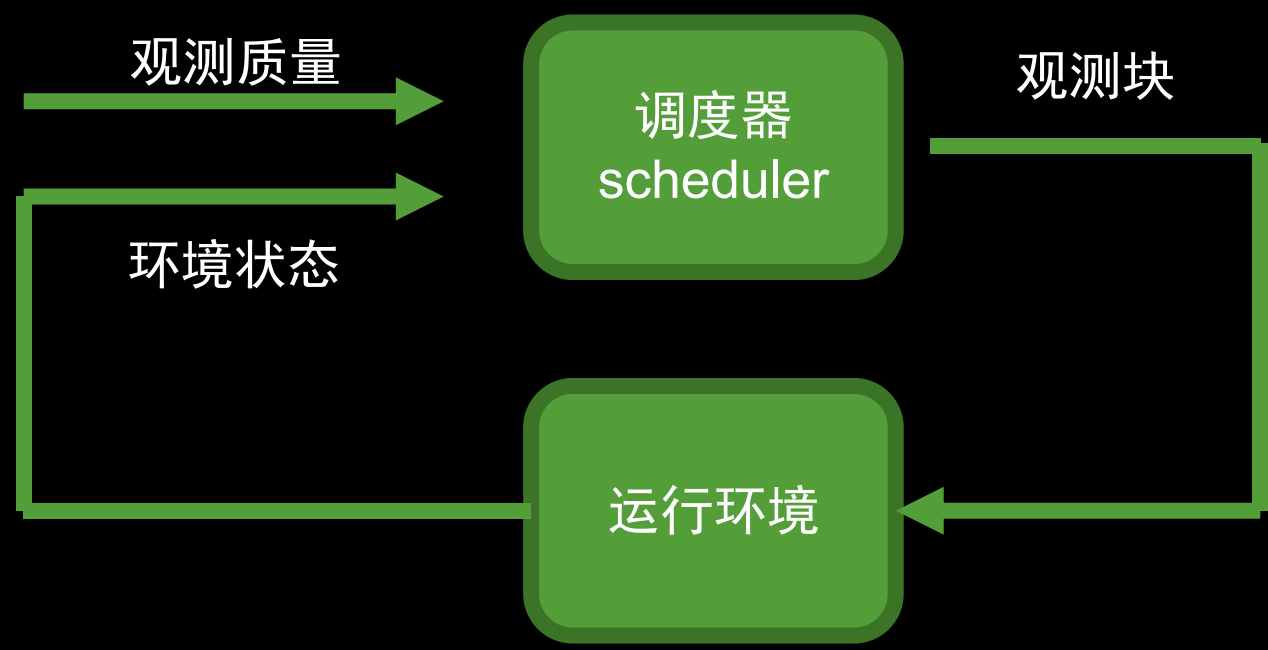 观测质量
调度器
scheduler
观测块
环境状态
运行环境